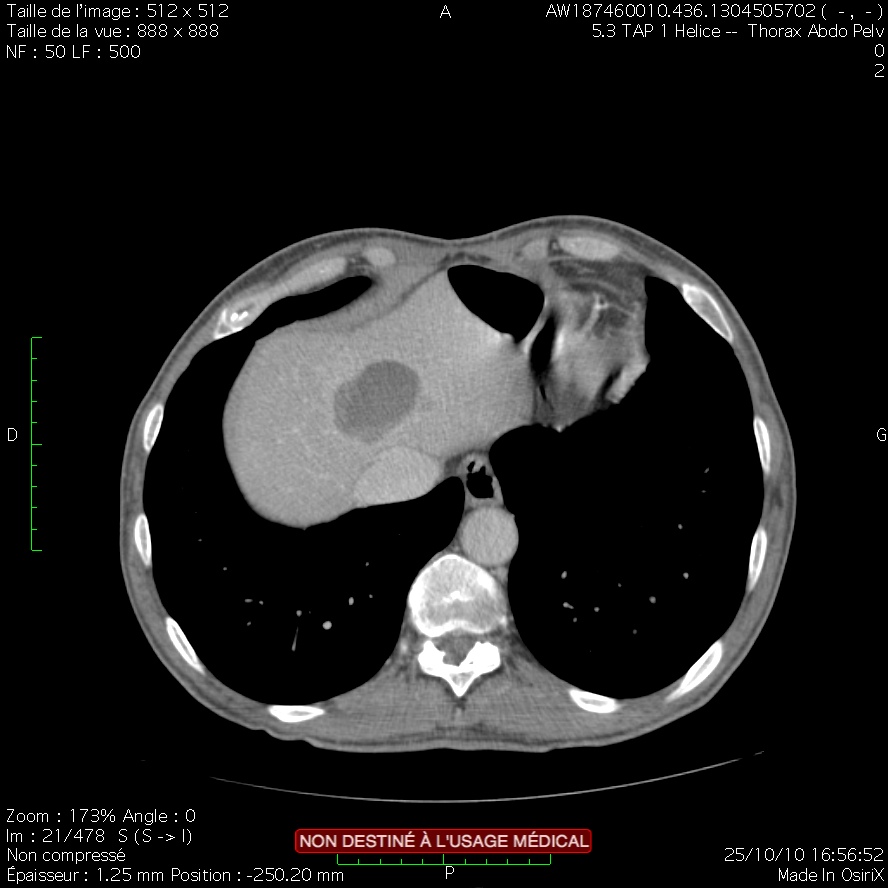 Taille de l'image : 512 x 512
Taille de la vue : 888 x 888
NF : 50 LF : 500
A
AW187460010.436.1304505702 ( -, -)
5.3 TAP 1 Helice -- Thorax Abdo Pelv
0
2
D
G
Zoom : 173% Angle : 0
Im : 21/478 S (S -> I)
Non compressé
Épaisseur : 1.25 mm Position : -250.20 mm
NON DESTINÉ À L'USAGE MÉDICAL
P
25/10/10 16:56:52
Made In OsiriX